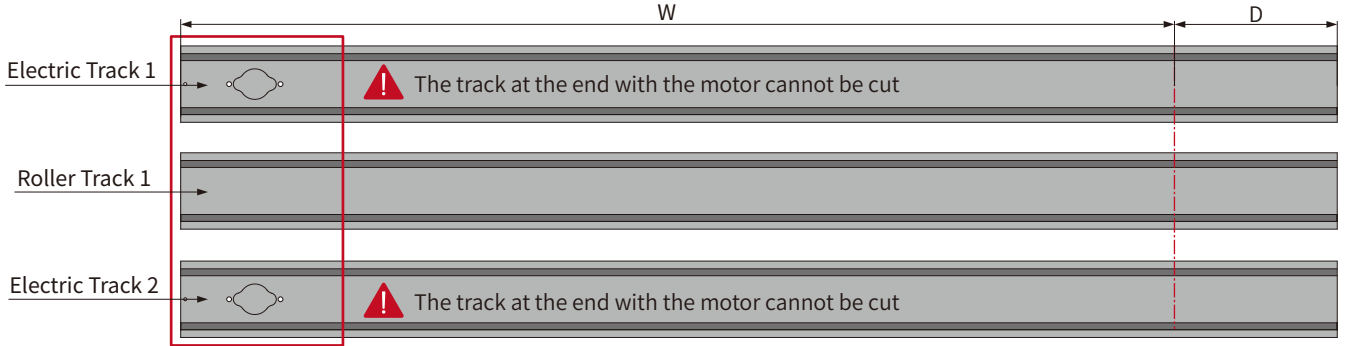 W
D
Electric Track 1
The track at the end with the motor cannot be cut
Roller Track 1
Electric Track 2
The track at the end with the motor cannot be cut